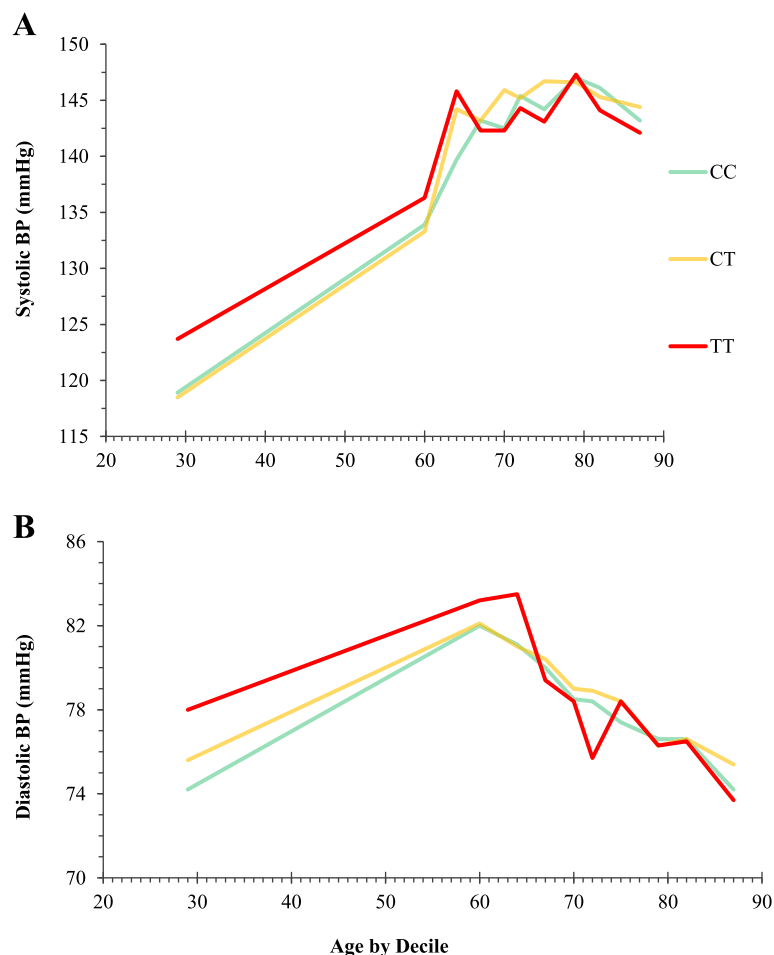 A
150
145
140
135
130
125
120
115
20 30 40 50 60 70 80 90
Systolic BP (mmHg)
CC
CT
TT
B
86
82
78
74
70
20 30 40 50 60 70 80 90
Diastolic BP (mmHg)
Age by Decile